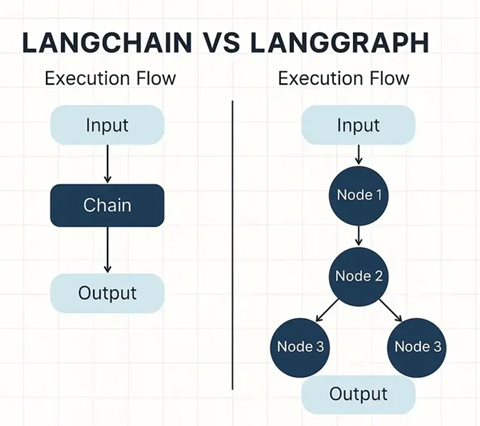 LANGCHAIN VS LANGGRAPH
Execution Flow
Input
Chain
Output
Execution Flow
Input
Node 1
Node 2
Node 3
Node 3
Output